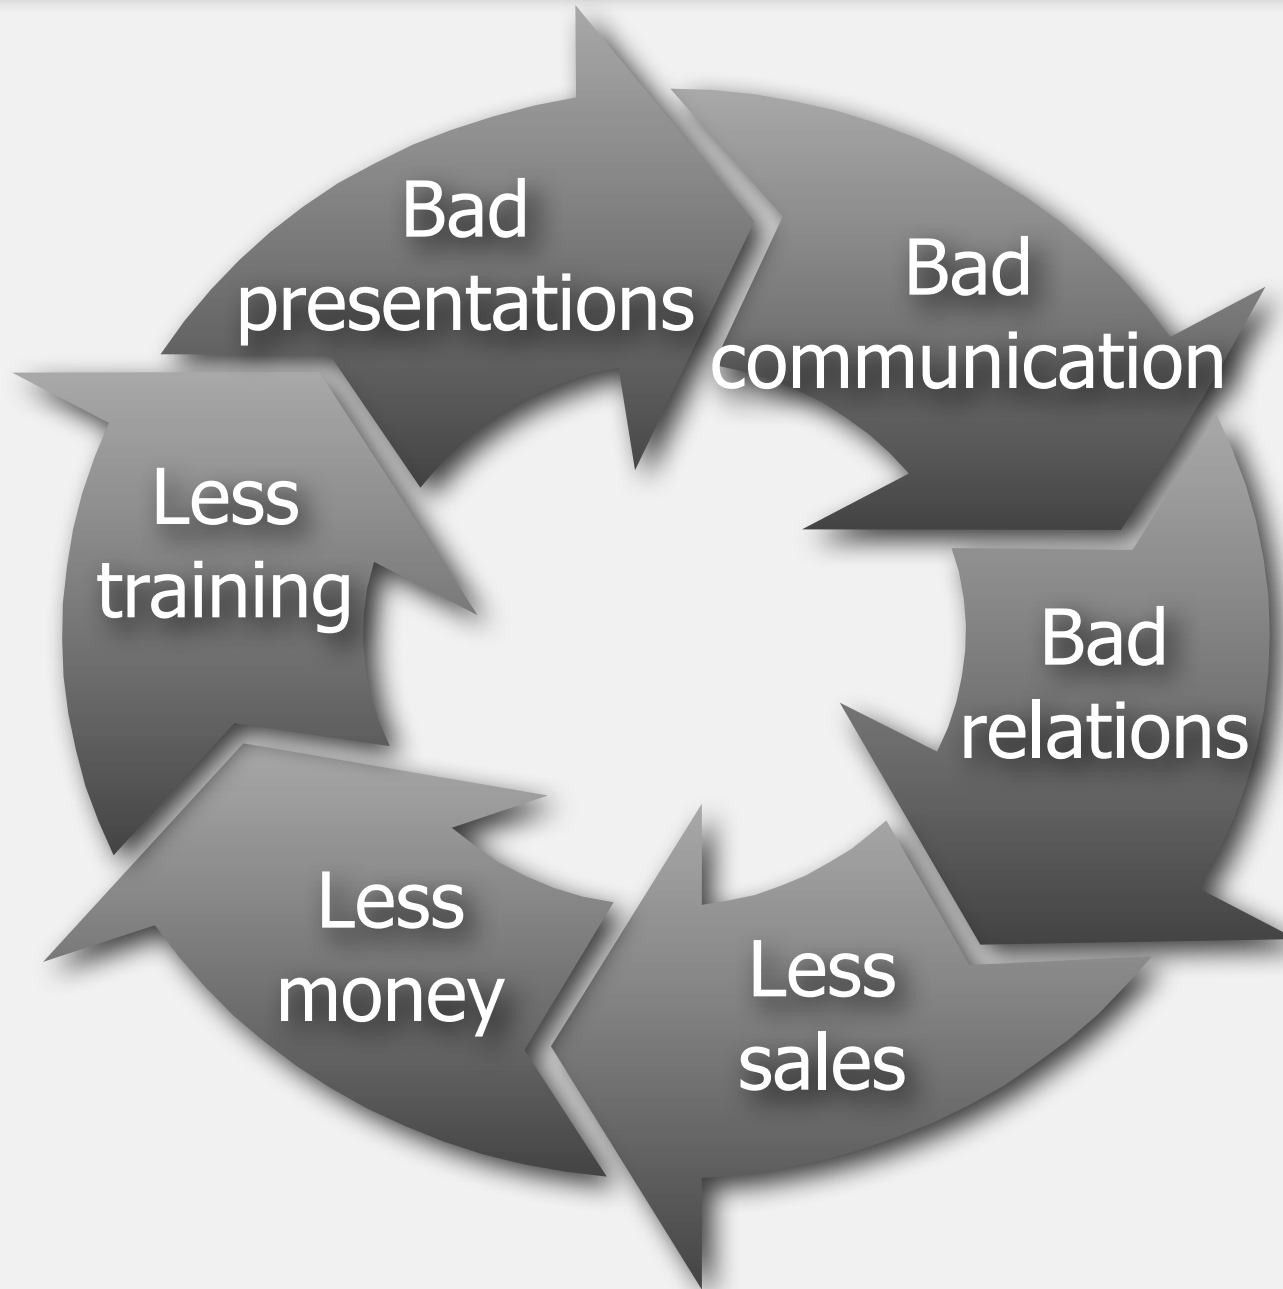 Bad
presentations
Bad
communication
Bad
relations
Less
sales
Less
money
Less
training